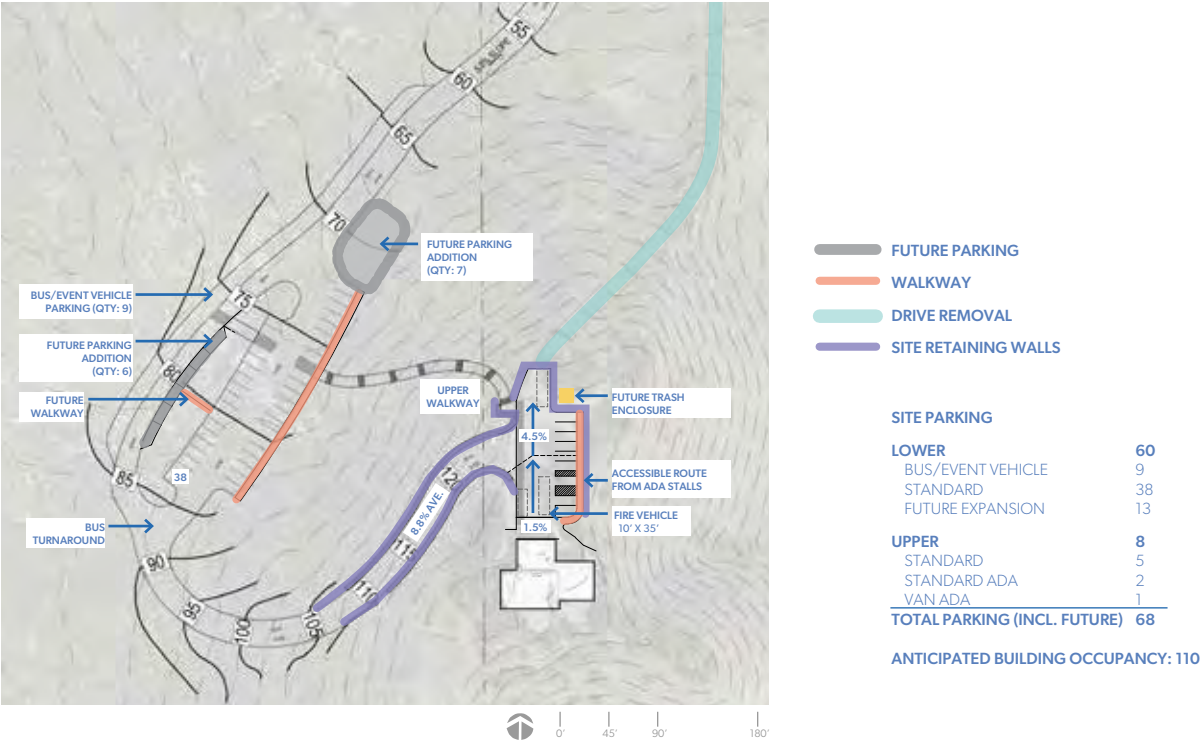 55
60
65
70
FUTURE PARKING
ADDITION
(QTY: 7)
BUS/EVENT VEHICLE
PARKING (QTY: 9)
75
FUTURE PARKING
ADDITION
(QTY: 6)
80
FUTURE
WALKWAY
UPPER
WALKWAY
FUTURE TRASH
ENCLOSURE
4.5%
85
38
120
ACCESSIBLE ROUTE
FROM ADA STALLS
8.8% AVE.
BUS
TURNAROUND
FIRE VEHICLE
10' X 35'
1.5%
115
90
110
95
100
105
0'
45'
90'
180'
FUTURE PARKING
WALKWAY
DRIVE REMOVAL
SITE RETAINING WALLS
SITE PARKING
LOWER 60
BUS/EVENT VEHICLE 9
STANDARD 38
FUTURE EXPANSION 13
UPPER 8
STANDARD 5
STANDARD ADA 2
VAN ADA 1
TOTAL PARKING (INCL. FUTURE) 68
ANTICIPATED BUILDING OCCUPANCY: 110